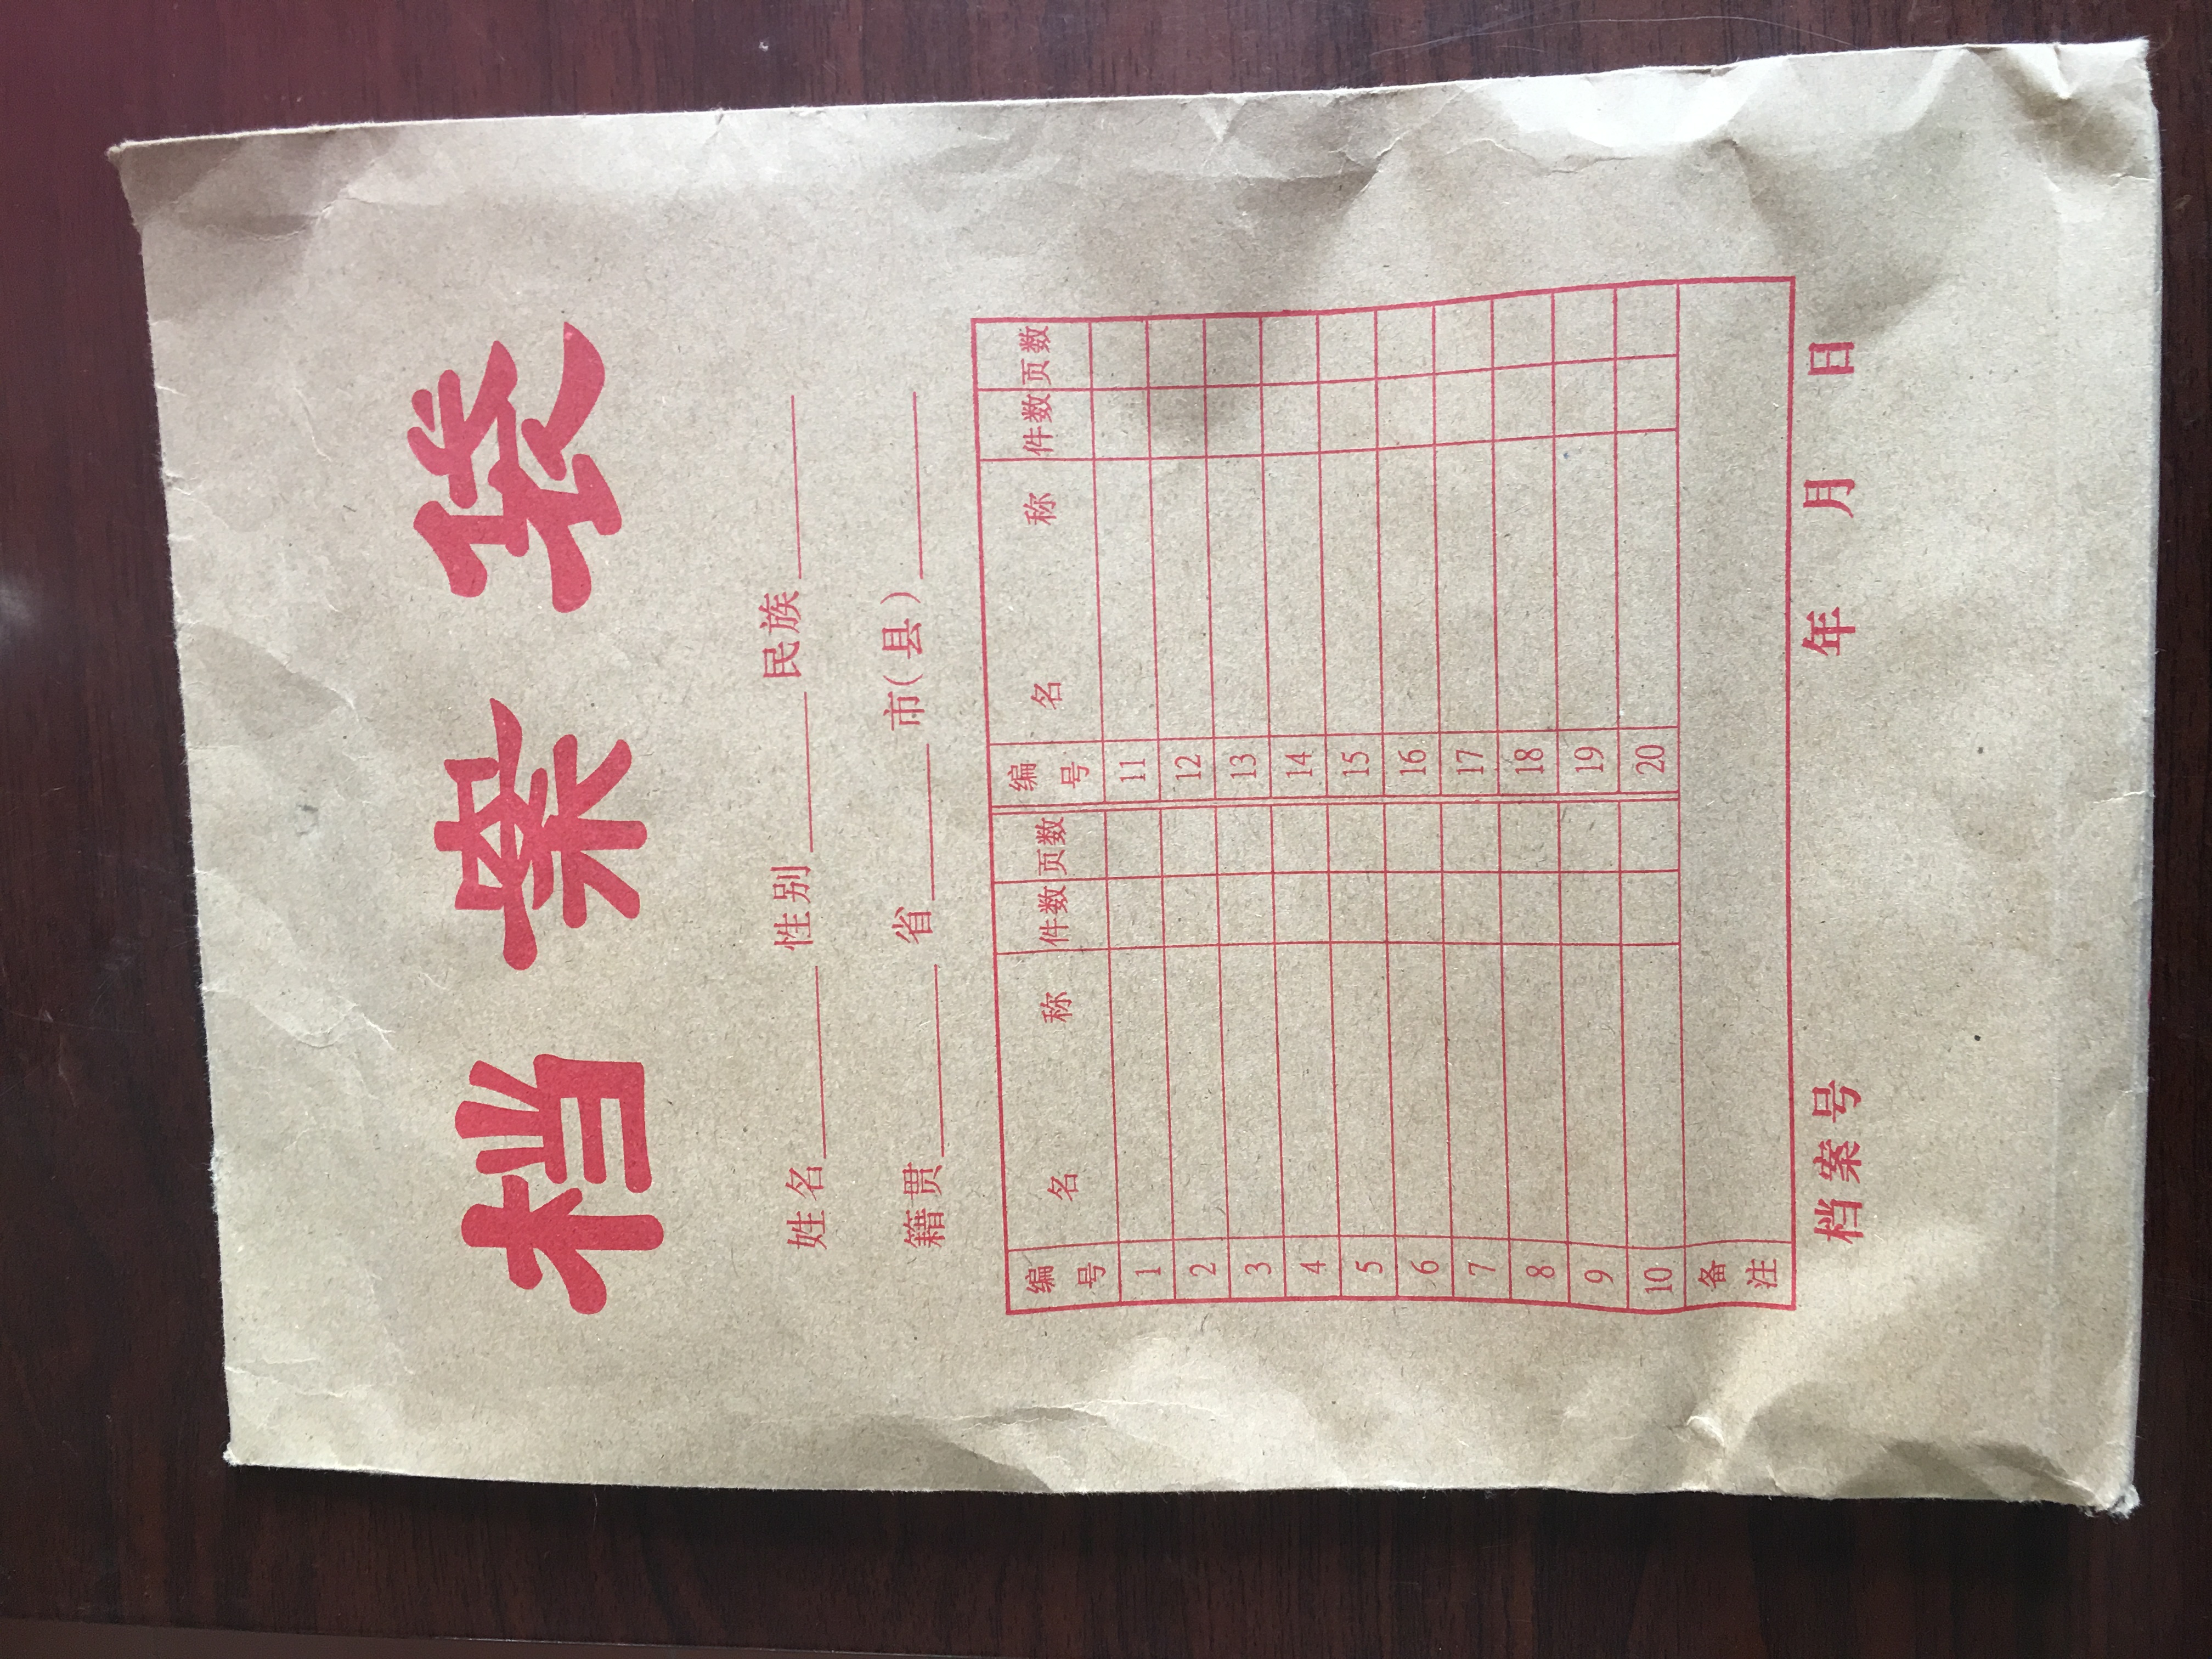 档案袋
姓名 性别 民族
籍贯 省 市(县)
编号 名 称 件数 页数 编号 名 称 件数 页数
1 11
2 12
3 13
4 14
5 15
6 16
7 17
8 18
9 19
10 20
备注
档案号 年 月 日